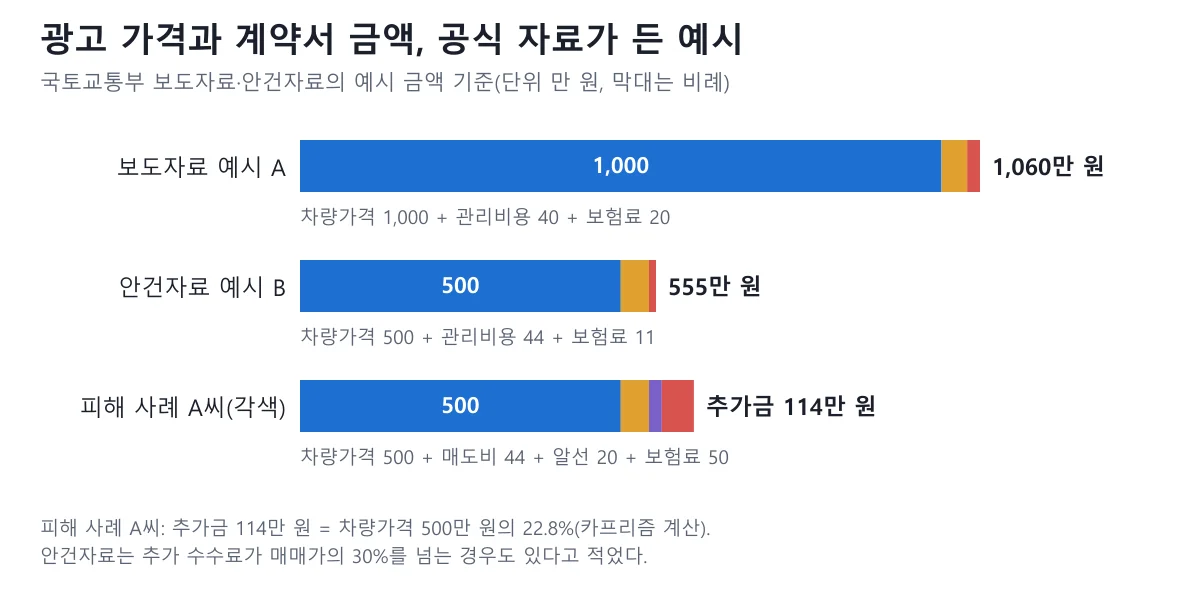 광고 가격과 계약서 금액, 공식 자료가 든 예시
국토교통부 보도자료·안건자료의 예시 금액 기준(단위 만 원, 막대는 비례)
보도자료 예시 A
1,000
1,060만 원
차량가격 1,000 + 관리비용 40 + 보험료 20
안건자료 예시 B
500
555만 원
차량가격 500 + 관리비용 44 + 보험료 11
피해 사례 A씨(각색)
500
추가금 114만 원
차량가격 500 + 매도비 44 + 알선 20 + 보험료 50
피해 사례 A씨: 추가금 114만 원 = 차량가격 500만 원의 22.8%(카프리즘 계산).
안건자료는 추가 수수료가 매매가의 30%를 넘는 경우도 있다고 적었다.